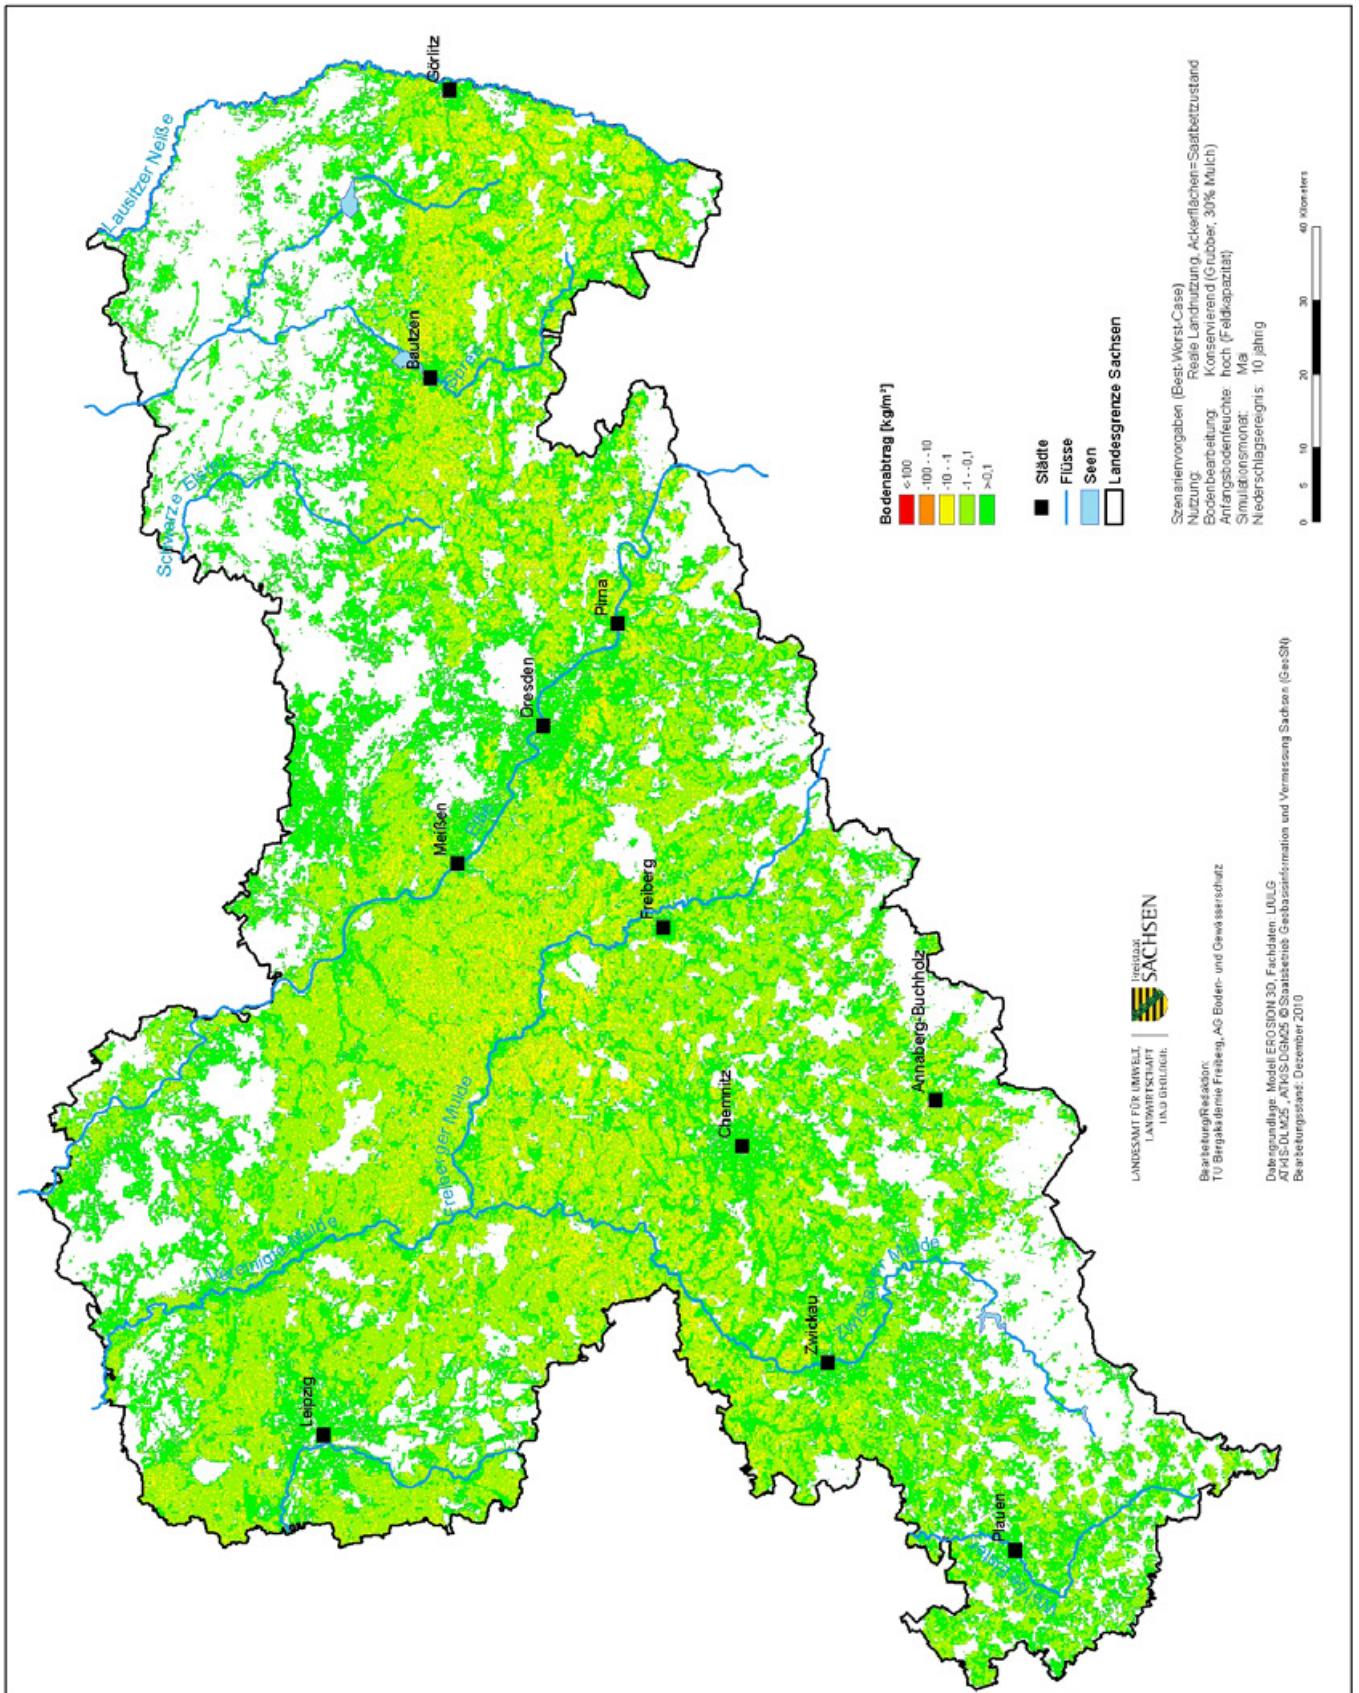 Lausitzer Neiße
Görlitz
Bautzen
Spree
Schwarze Elster
Pirna
Dresden
Meißen
Elbe
Freiberg
Freiberger Mulde
Chemnitz
Annaberg-Buchholz
Vereinigte Mulde
Zwickau
Zwickauer Mulde
Leipzig
Plauen
Bodenabtrag [kg/m²]
<-100
-100 - -10
-10 - -1
-1 - -0,1
>-0,1
Städte
Flüsse
Seen
Landesgrenze Sachsen
Szenarienvorgaben (Best-Worst-Case)
Nutzung: Reale Landnutzung, Ackerflächen=Saatbettzustand
Bodenbearbeitung: Konservierend (Grubber, 30% Mulch)
Anfangsbodenfeuchte: hoch (Feldkapazität)
Simulationsmonat: Mai
Niederschlagsereignis: 10 jährig
0 5 10 20 30 40 Kilometers
LANDESAMT FÜR UMWELT,
LANDWIRTSCHAFT
UND GEOLOGIE
Freistaat
SACHSEN
Bearbeitung/Redaktion:
TU Bergakademie Freiberg, AG Boden- und Gewässerschutz
Datengrundlage: Modell EROSION 3D, Fachdaten: LfULG
ATKIS-DLM25, ATKIS-DGM25 © Staatsbetrieb Geobasisinformation und Vermessung Sachsen (GeoSN)
Bearbeitungsstand: Dezember 2010